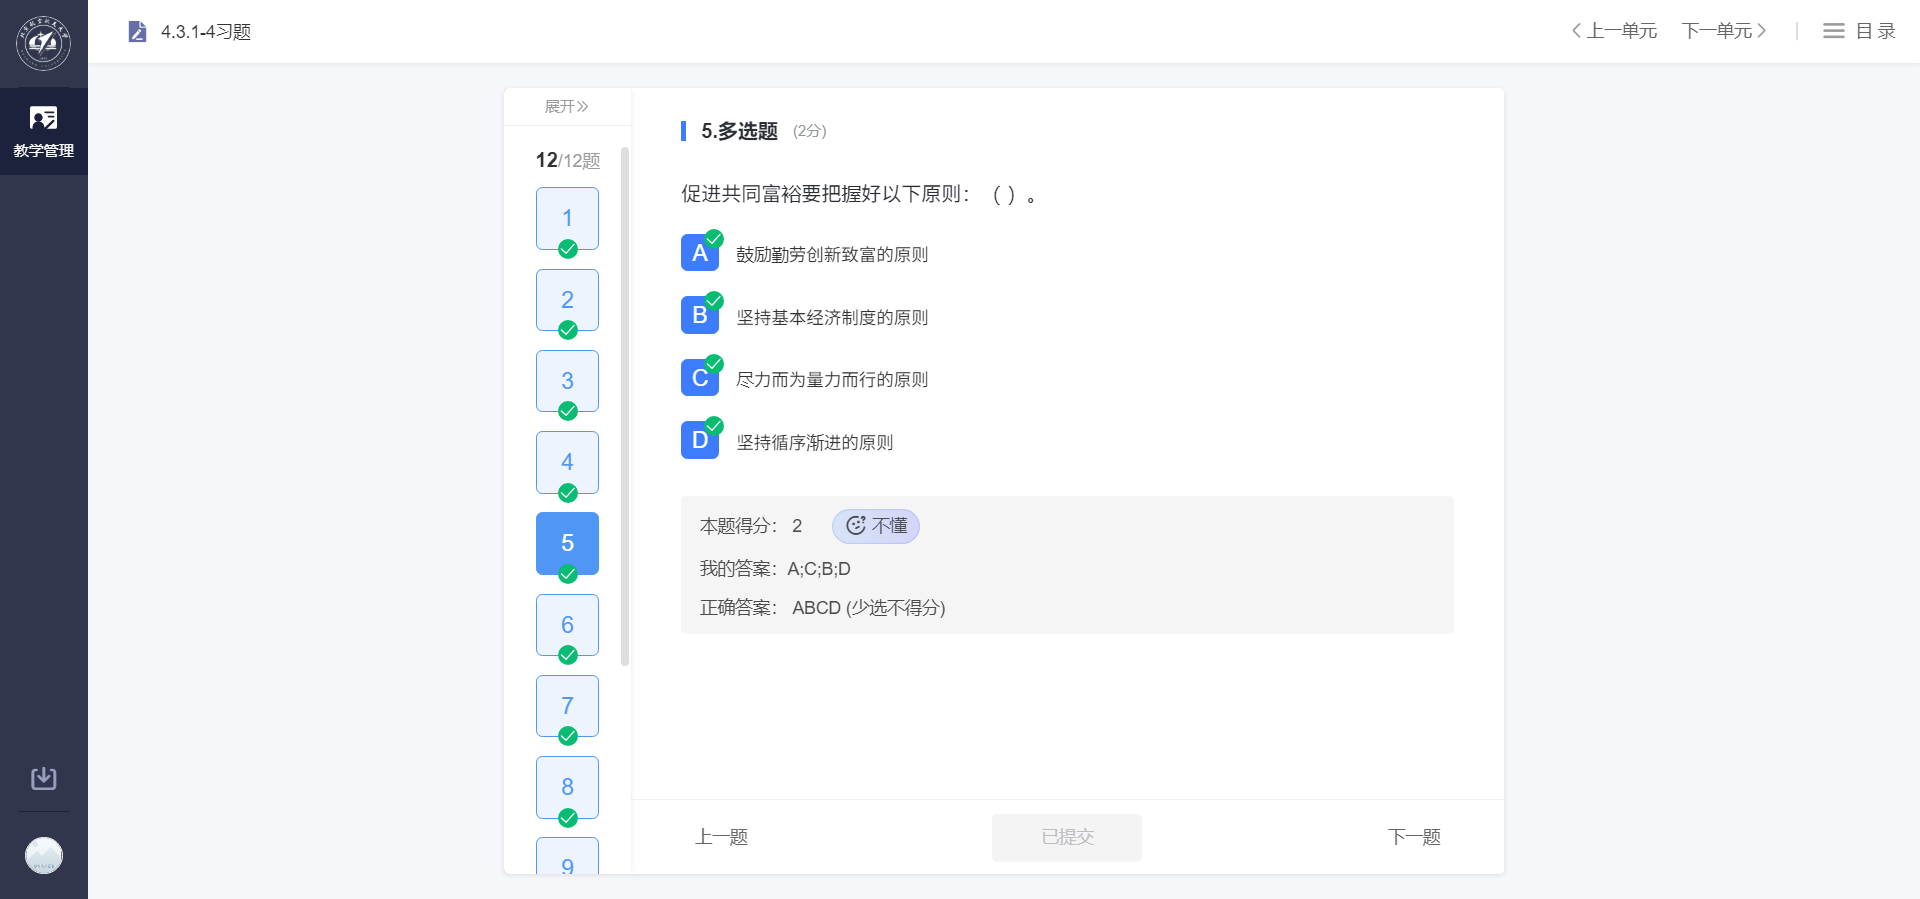 4.3.1-4习题
上一单元
下一单元
目录
教学管理
展开
12/12题
1
2
3
4
5
6
7
8
9
5.多选题 (2分)
促进共同富裕要把握好以下原则：（ ）。
A 鼓励勤劳创新致富的原则
B 坚持基本经济制度的原则
C 尽力而为量力而行的原则
D 坚持循序渐进的原则
本题得分： 2 不懂
我的答案：A;C;B;D
正确答案： ABCD (少选不得分)
上一题
已提交
下一题